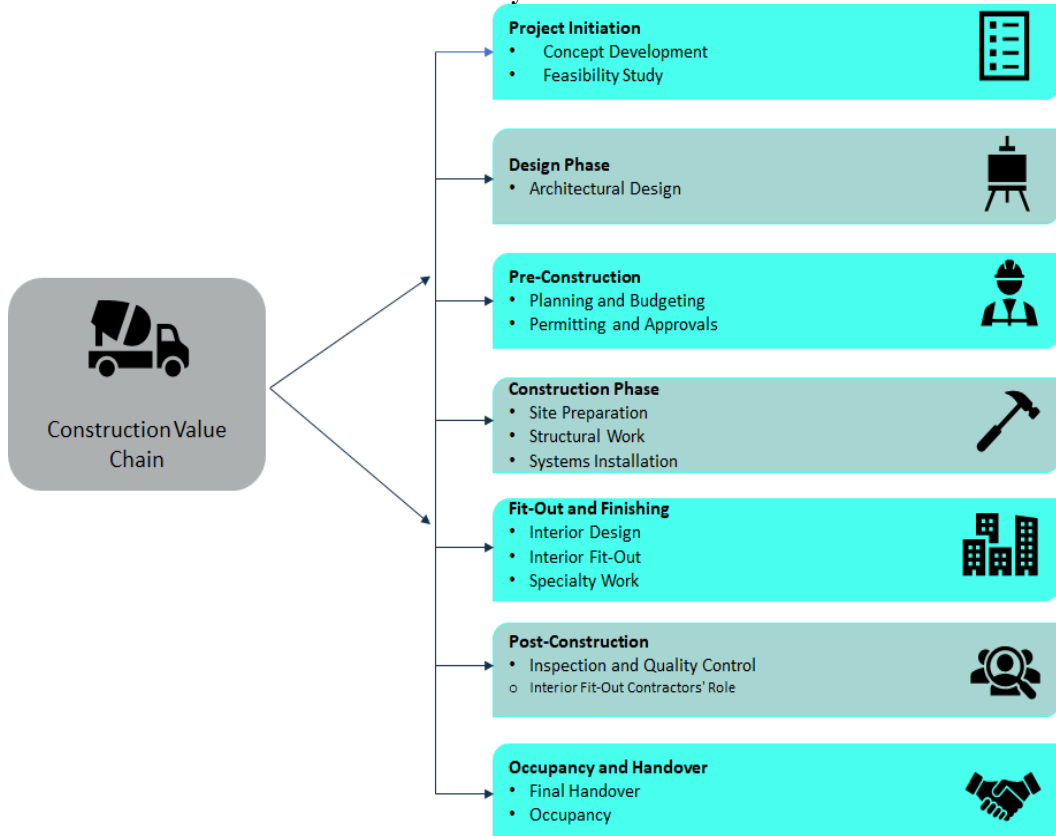 Project Initiation
• Concept Development
• Feasibility Study
Design Phase
• Architectural Design
Pre-Construction
• Planning and Budgeting
• Permitting and Approvals
Construction Value
Chain
Construction Phase
• Site Preparation
• Structural Work
• Systems Installation
Fit-Out and Finishing
• Interior Design
• Interior Fit-Out
• Specialty Work
Post-Construction
• Inspection and Quality Control
o Interior Fit-Out Contractors' Role
Occupancy and Handover
• Final Handover
• Occupancy